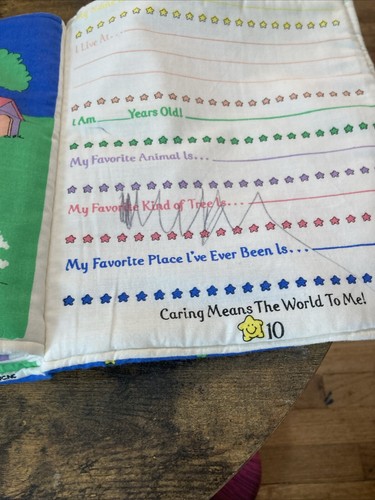 I Live At...
I Am Years Old!
My Favorite Animal Is...
My Favorite Kind of Tree Is...
My Favorite Place I've Ever Been Is...
Caring Means The World To Me!
10